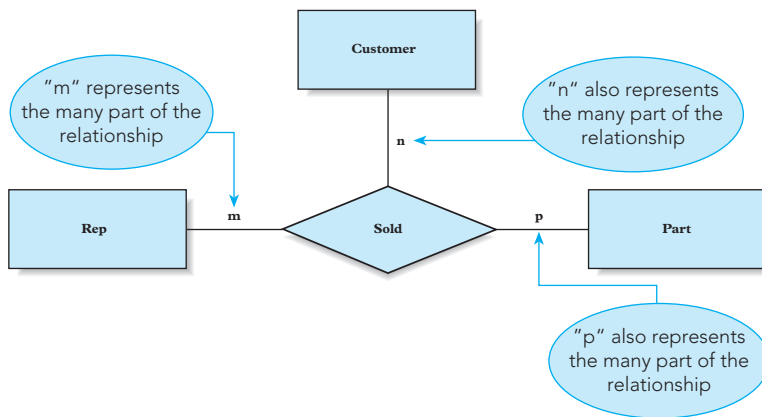 Customer
"m" represents
the many part of the
relationship
"n" also represents
the many part of the
relationship
n
m
p
Rep
Sold
Part
"p" also represents
the many part of the
relationship